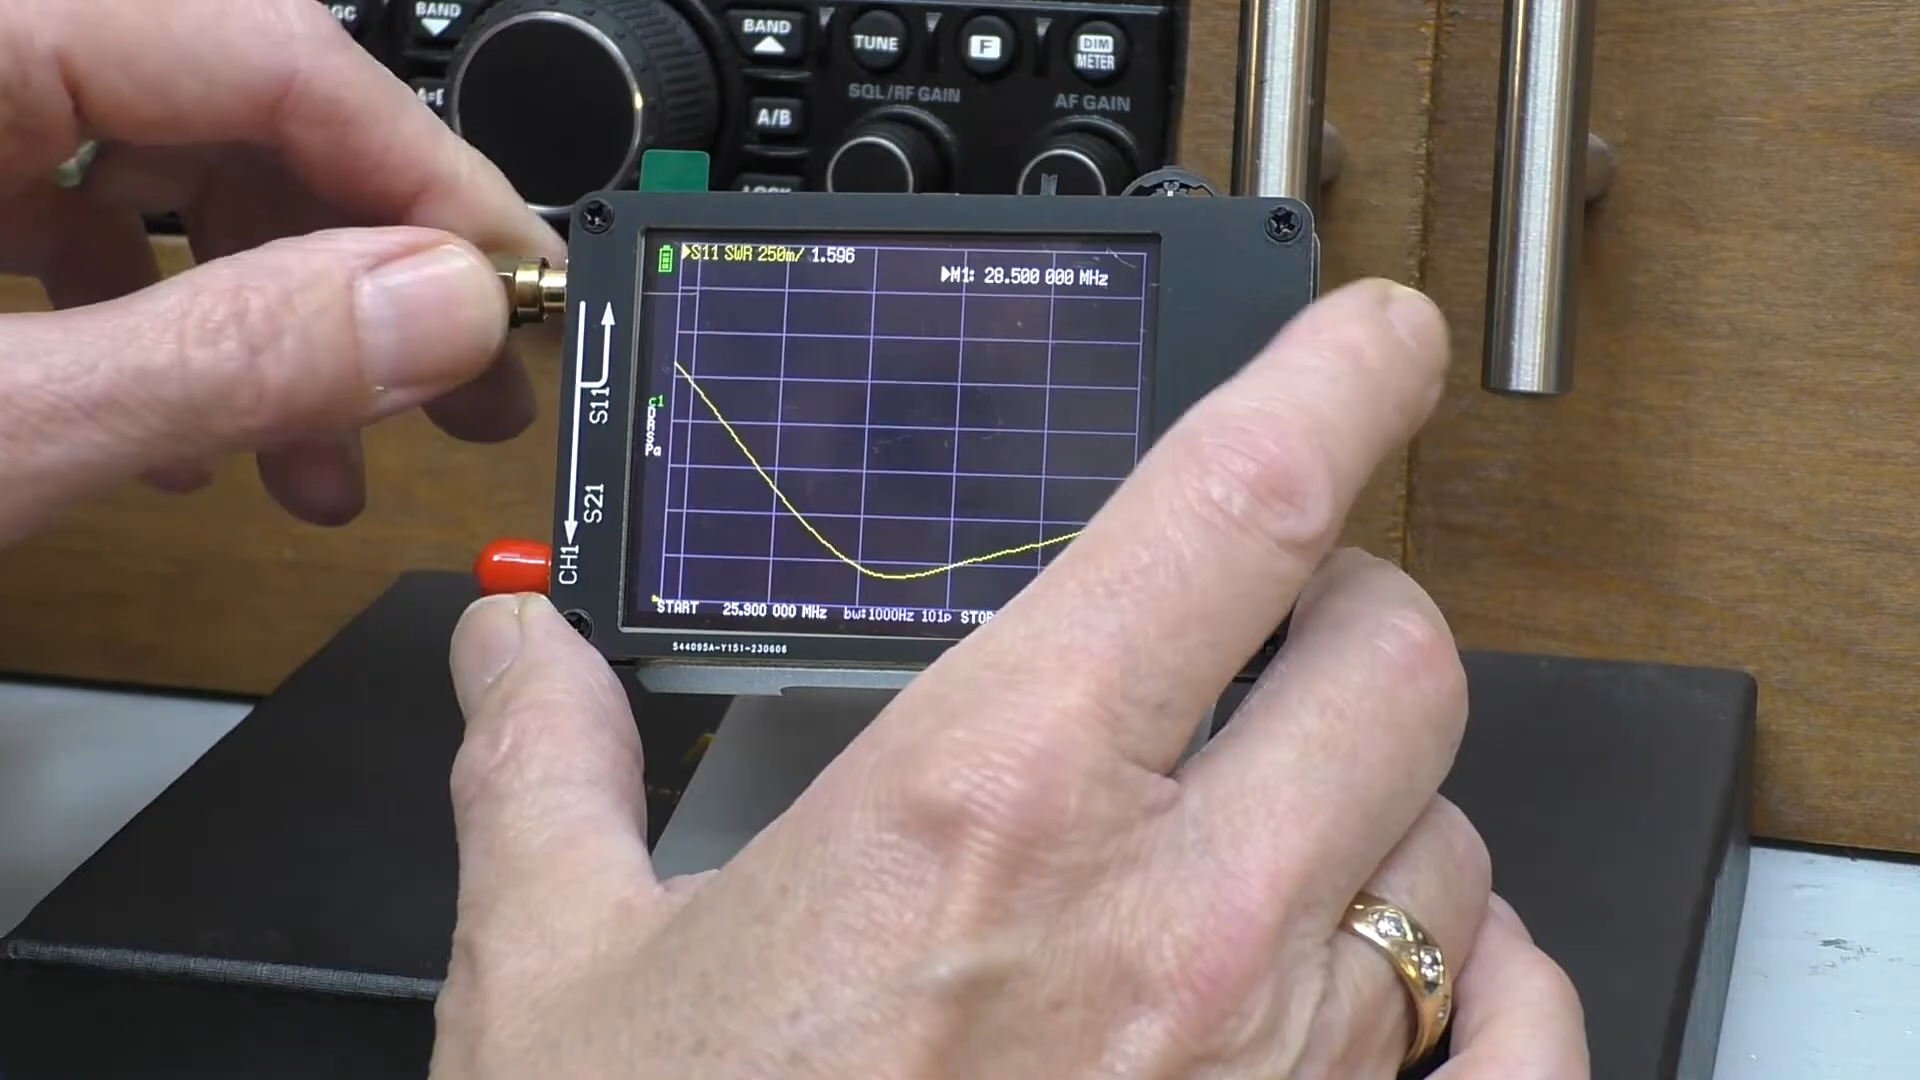 BAND
BAND
TUNE
F
DIM
METER
A/B
SQL/RF GAIN
AF GAIN
S11 SWR 250m/ 1.596
M1: 28.500 000 MHz
S11
S21
CH1
START 25.900 000 MHz bw:1000Hz 101p STOP
S44095A-Y151-230606